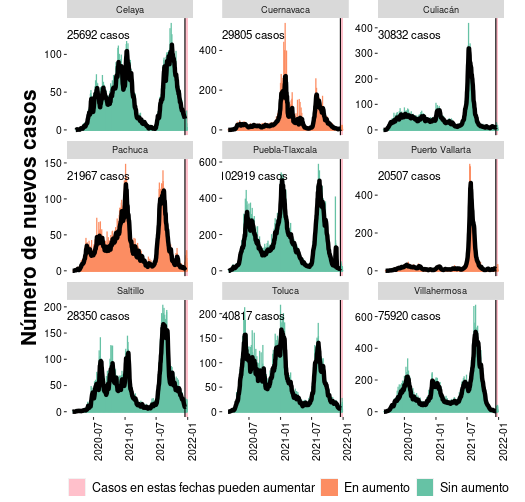 Número de nuevos casos
Celaya
Cuernavaca
Culiacán
25692 casos
29805 casos
30832 casos
0
50
100
0
200
400
0
100
200
300
400
Pachuca
Puebla-Tlaxcala
Puerto Vallarta
21967 casos
102919 casos
20507 casos
0
50
100
150
0
200
400
600
0
200
400
Saltillo
Toluca
Villahermosa
28350 casos
40817 casos
75920 casos
0
50
100
150
200
0
50
100
150
200
0
200
400
600
2020-07
2021-01
2021-07
2022-01
2020-07
2021-01
2021-07
2022-01
2020-07
2021-01
2021-07
2022-01
Casos en estas fechas pueden aumentar
En aumento
Sin aumento